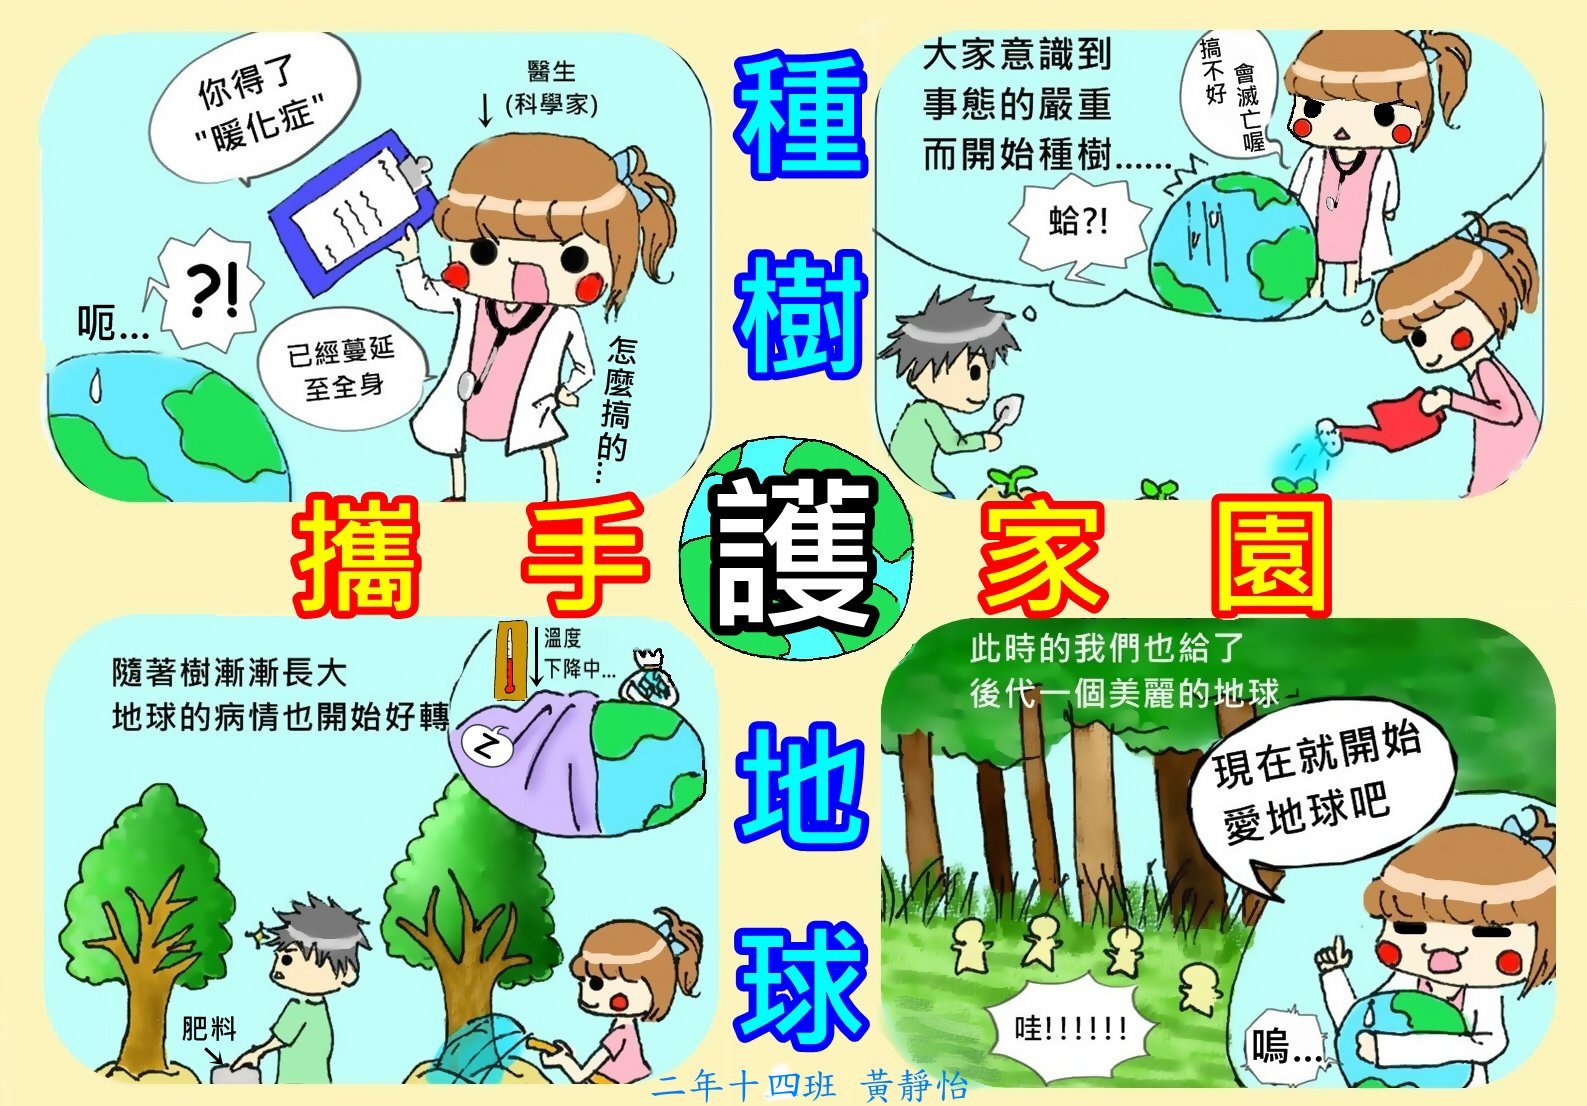 你得了
"暖化症"
醫生
↓ (科學家)
?!
呃...
已經蔓延
至全身
怎麼搞的...
大家意識到
事態的嚴重
而開始種樹......
搞不好
會滅亡喔
蛤?!
種樹護地球
攜手護家園
隨著樹漸漸長大
地球的病情也開始好轉
溫度
下降中...
Z
肥料
此時的我們也給了
後代一個美麗的地球
現在就開始
愛地球吧
哇!!!!!!
嗚...
二年十四班 黃靜怡